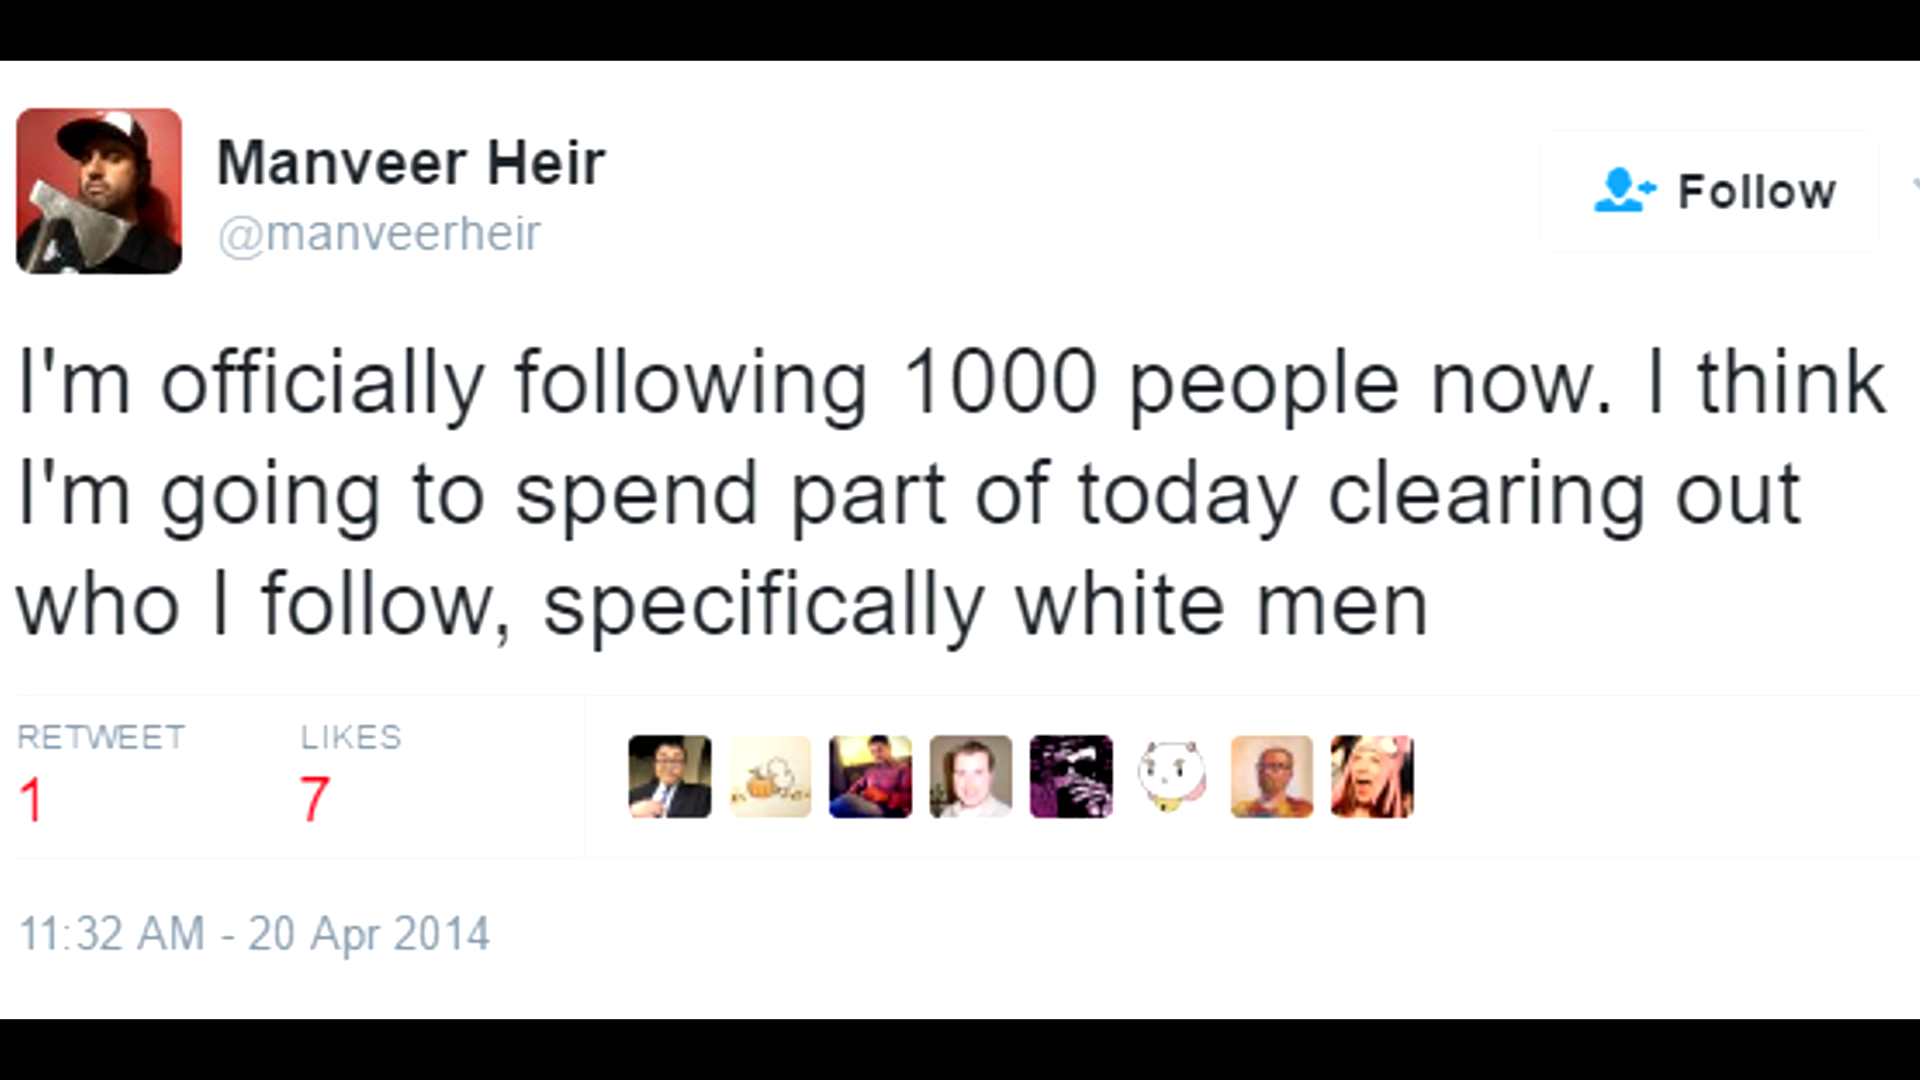 Manveer Heir
@manveerheir
Follow
I'm officially following 1000 people now. I think
I'm going to spend part of today clearing out
who I follow, specifically white men
RETWEET LIKES
1 7
11:32 AM - 20 Apr 2014